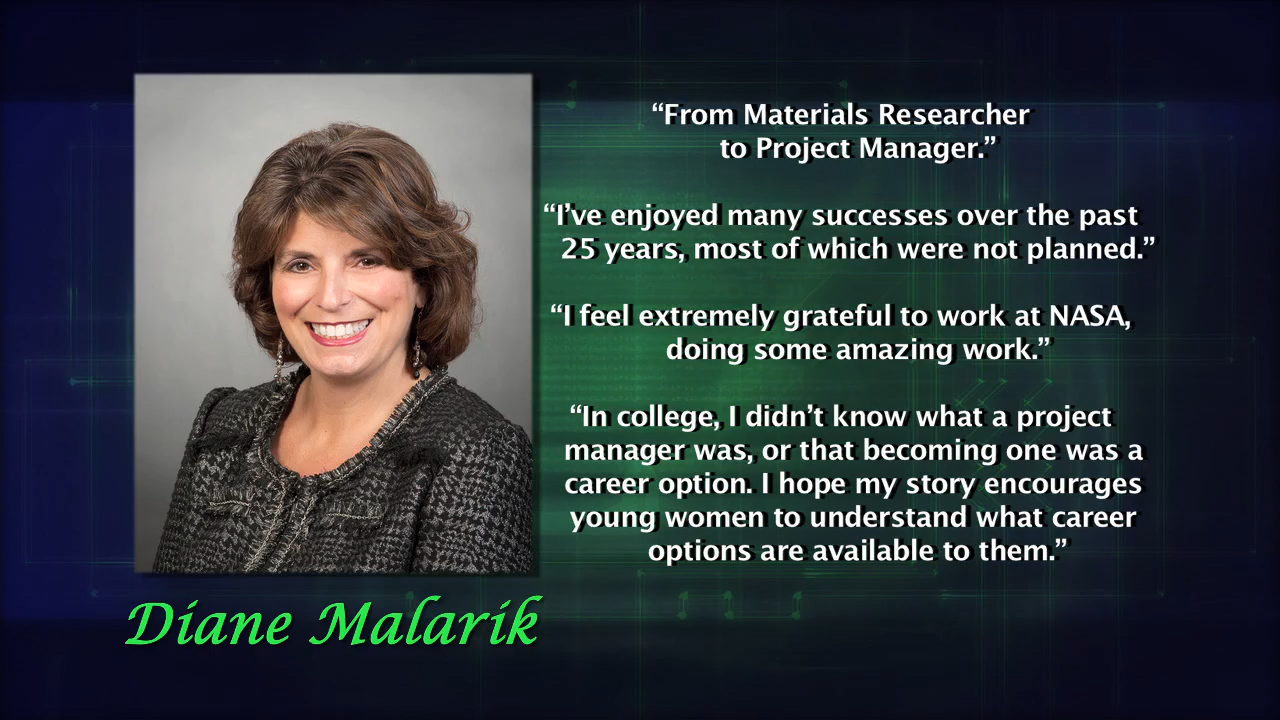 “From Materials Researcher
to Project Manager.”
“I’ve enjoyed many successes over the past
25 years, most of which were not planned.”
“I feel extremely grateful to work at NASA,
doing some amazing work.”
“In college, I didn’t know what a project
manager was, or that becoming one was a
career option. I hope my story encourages
young women to understand what career
options are available to them.”
Diane Malarik